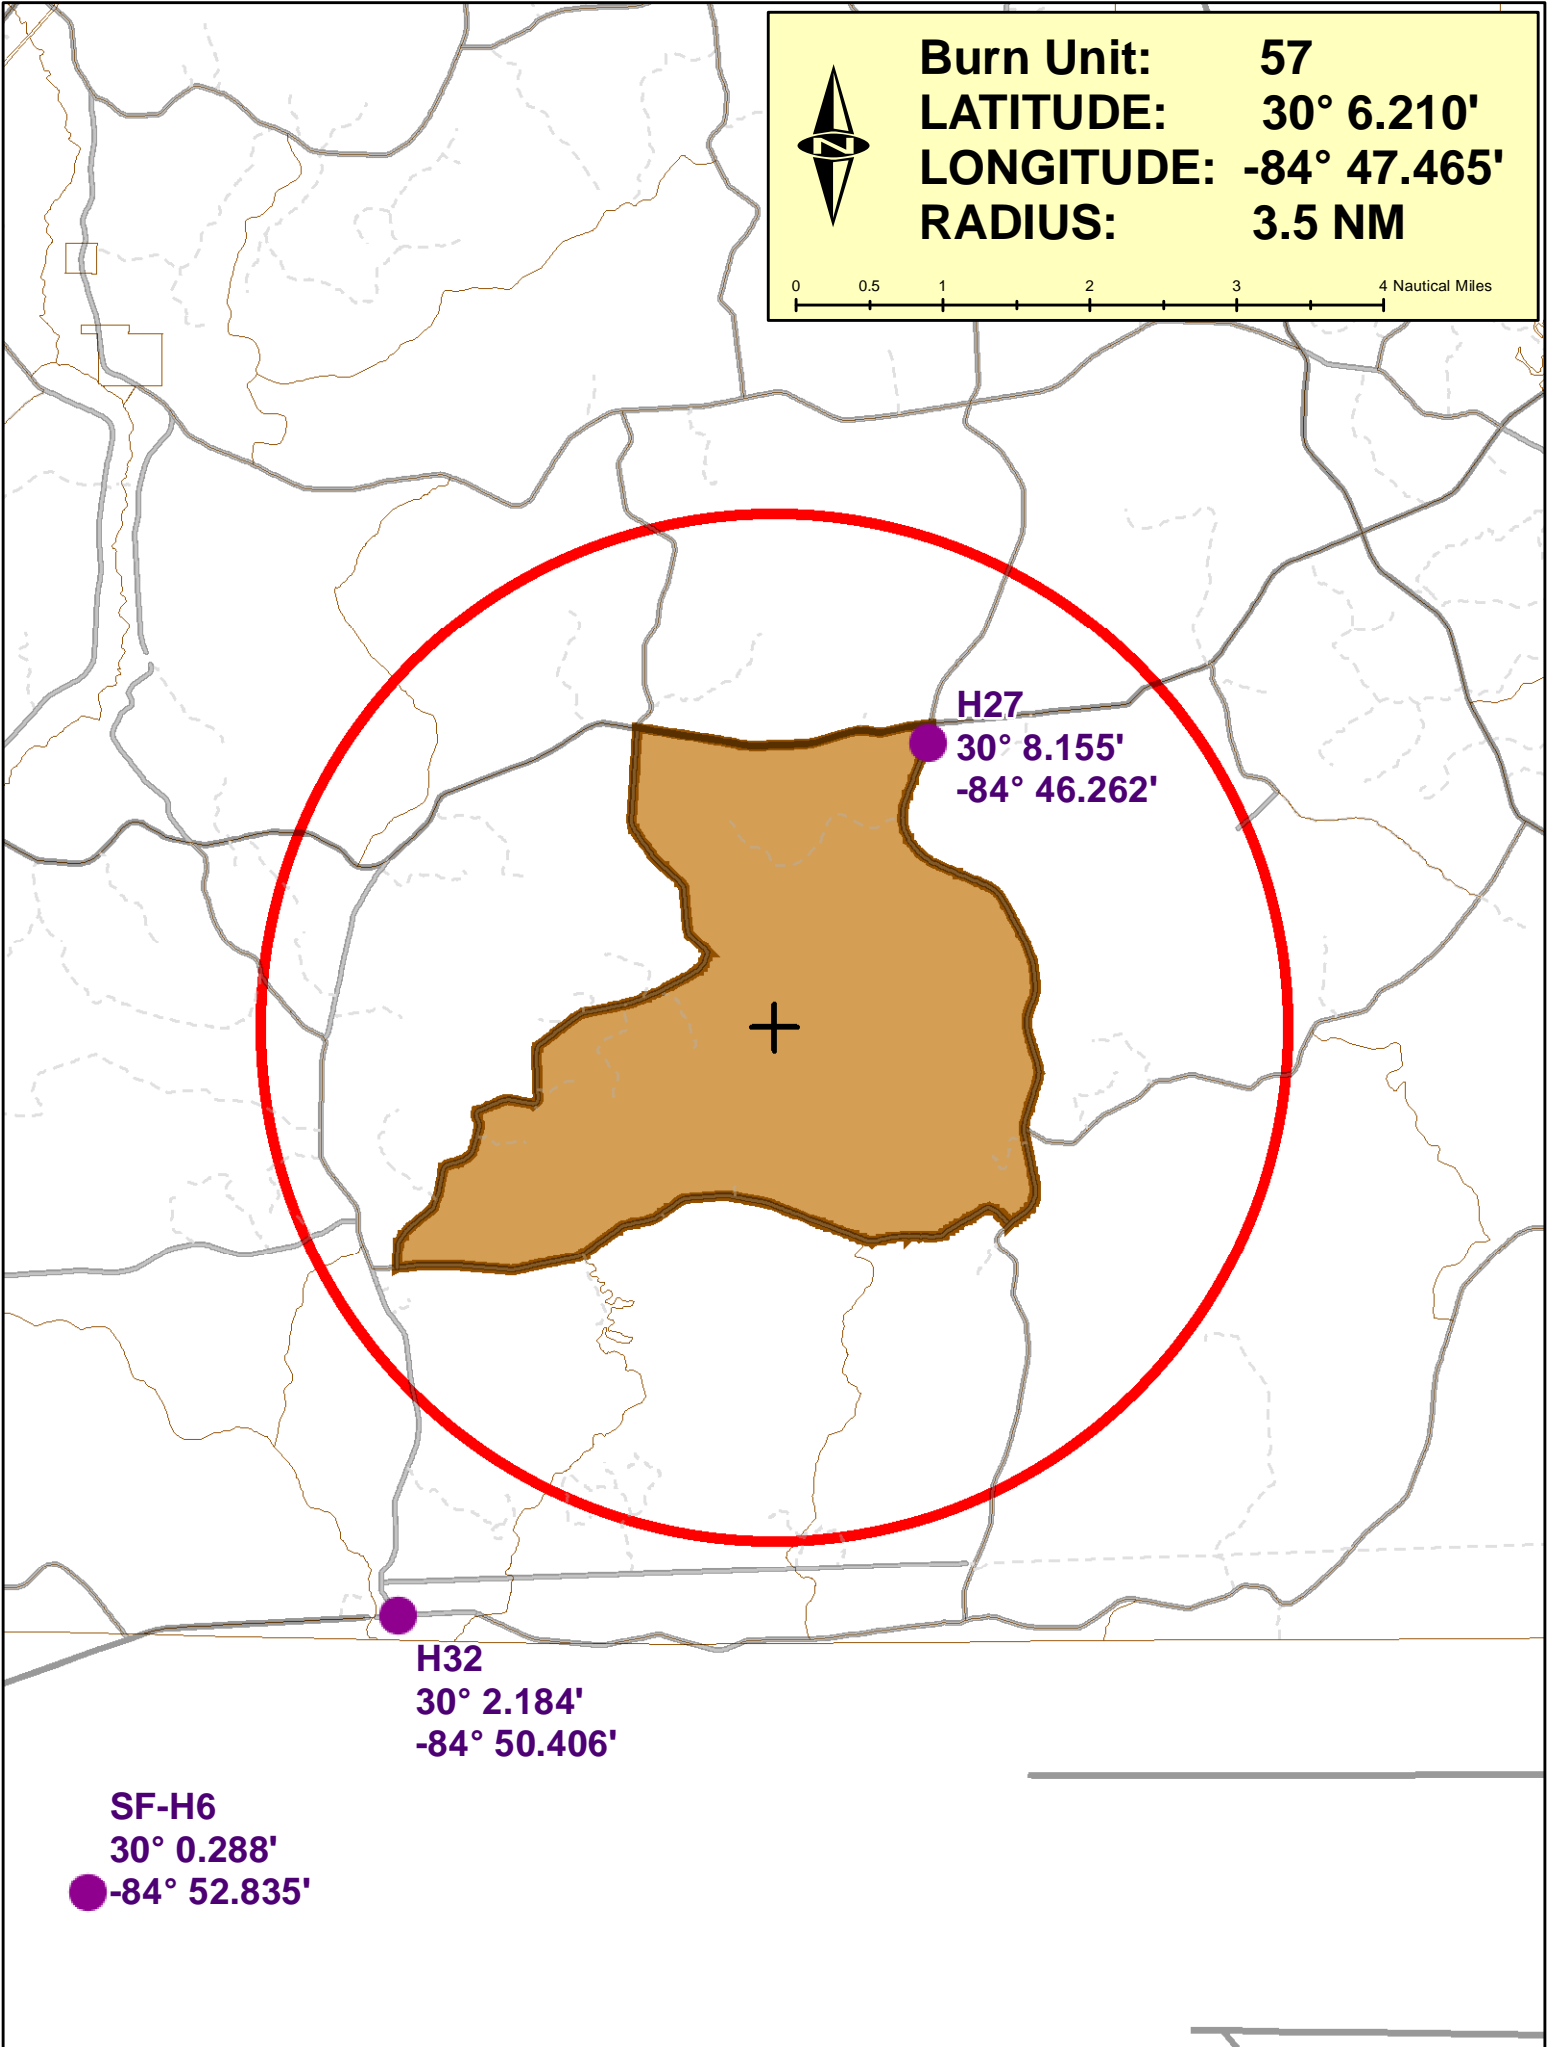 Burn Unit: 57
LATITUDE: 30° 6.210'
LONGITUDE: -84° 47.465'
RADIUS: 3.5 NM
N
0 0.5 1 2 3 4 Nautical Miles
H27
30° 8.155'
-84° 46.262'
H32
30° 2.184'
-84° 50.406'
SF-H6
30° 0.288'
-84° 52.835'